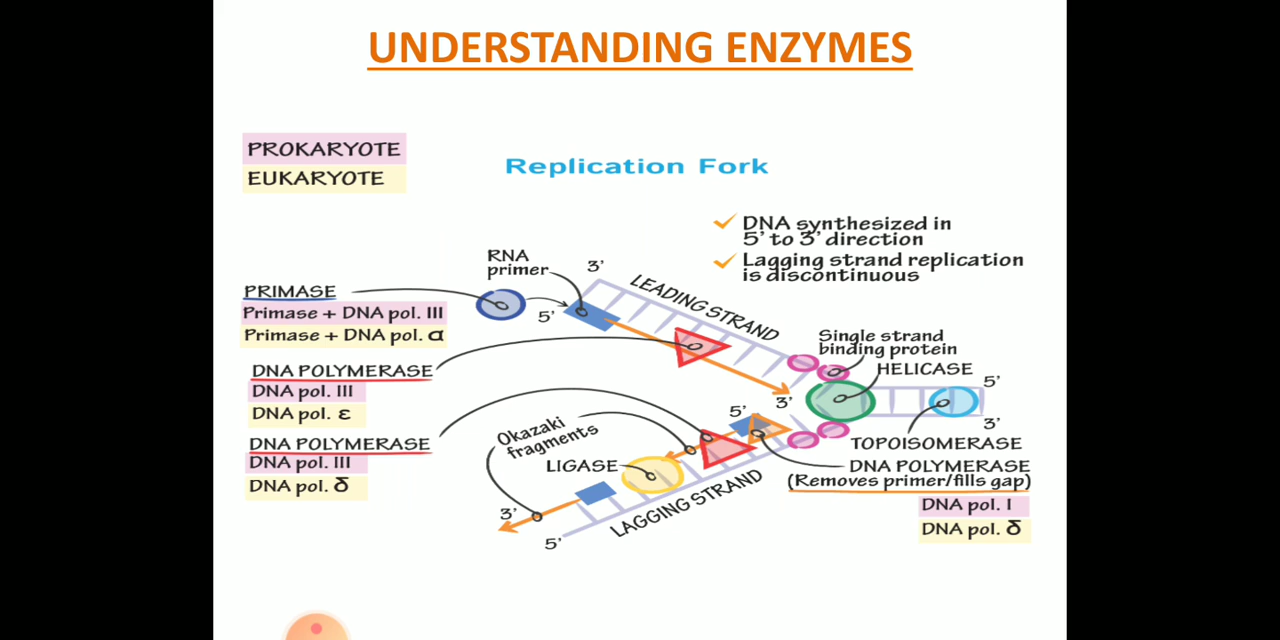 UNDERSTANDING ENZYMES
PROKARYOTE
EUKARYOTE
Replication Fork
DNA synthesized in
5' to 3' direction
Lagging strand replication
is discontinuous
RNA
primer
3'
LEADING STRAND
PRIMASE
Primase + DNA pol. III
Primase + DNA pol. α
5'
Single strand
binding protein
HELICASE
DNA POLYMERASE
DNA pol. III
DNA pol. ε
3'
5'
5'
3'
DNA POLYMERASE
DNA pol. III
DNA pol. δ
Okazaki
fragments
LIGASE
TOPOISOMERASE
DNA POLYMERASE
(Removes primer/fills gap)
DNA pol. I
DNA pol. δ
LAGGING STRAND
3'
5'